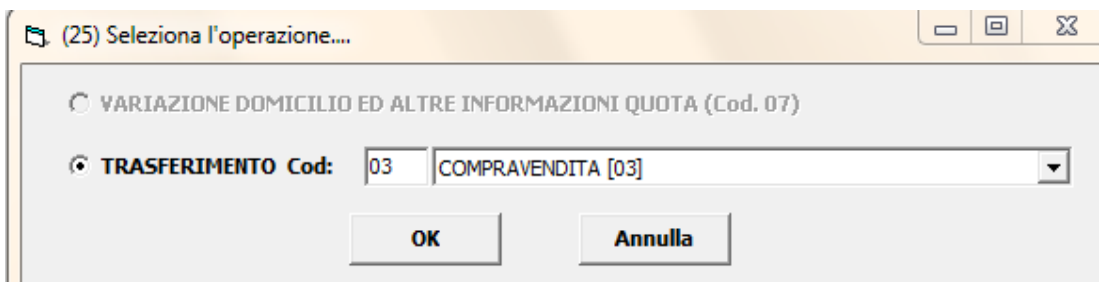 (25) Seleziona l'operazione....
VARIAZIONE DOMICILIO ED ALTRE INFORMAZIONI QUOTA (Cod. 07)
TRASFERIMENTO Cod: 03 COMPRAVENDITA [03]
OK Annulla